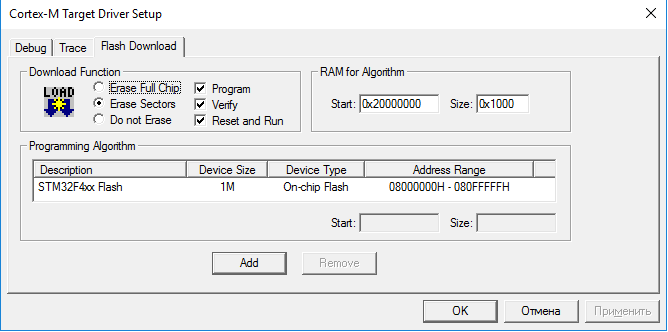 Cortex-M Target Driver Setup
Debug Trace Flash Download
Download Function
LOAD
Erase Full Chip
Erase Sectors
Do not Erase
Program
Verify
Reset and Run
RAM for Algorithm
Start: 0x20000000 Size: 0x1000
Programming Algorithm
Description Device Size Device Type Address Range
STM32F4xx Flash 1M On-chip Flash 08000000H - 080FFFFFH
Start: Size:
Add Remove
OK Отмена Применить